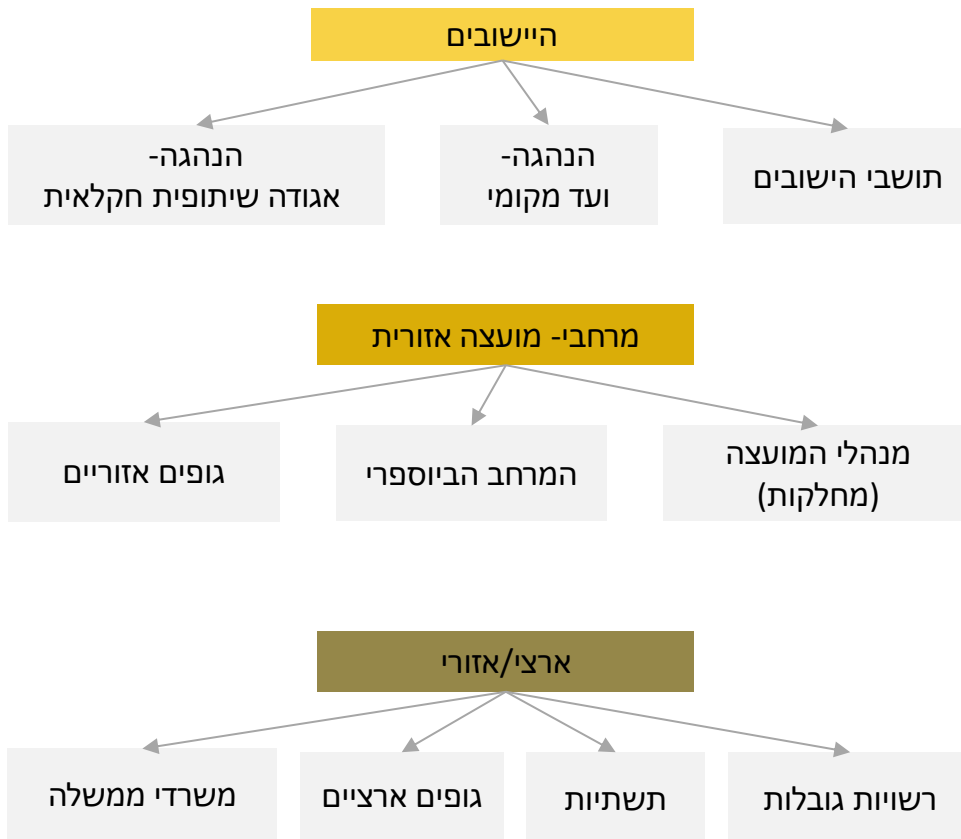 היישובים
תושבי הישובים
הנהגה-
ועד מקומי
הנהגה-
אגודה שיתופית חקלאית
מרחבי- מועצה אזורית
מנהלי המועצה
(מחלקות)
המרחב הביוספרי
גופים אזוריים
ארצי/אזורי
רשויות גובלות
תשתיות
גופים ארציים
משרדי ממשלה